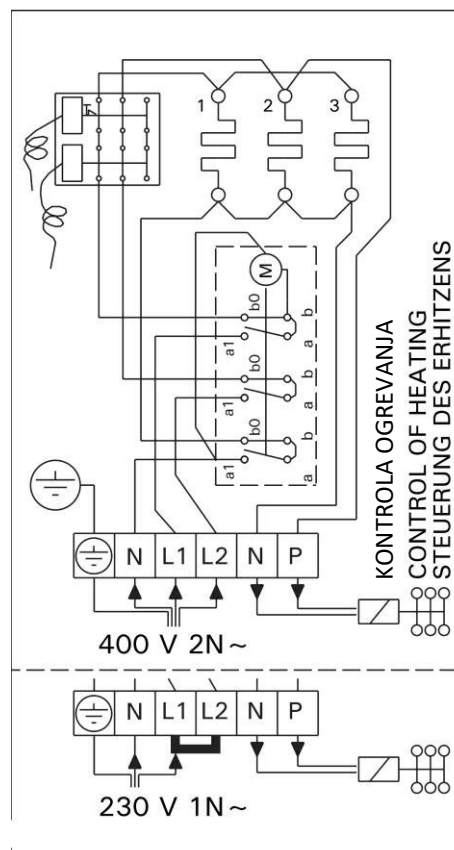 1 2 3
M
b0 b
a1 a
b0 b
a1 a
b0 b
a1 a
KONTROLA OGREVANJA
CONTROL OF HEATING
STEUERUNG DES ERHITZENS
N L1 L2 N P
400 V 2N ~
N L1 L2 N P
230 V 1N ~